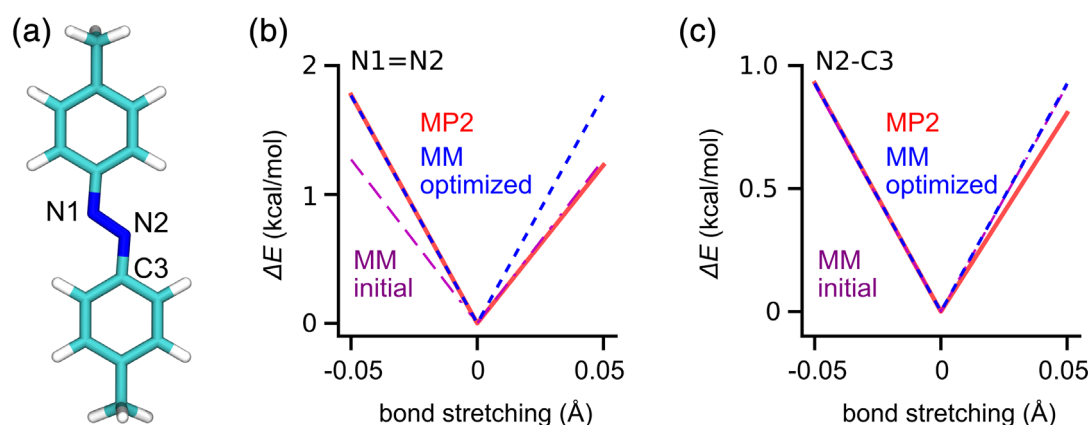 (a)
N1
N2
C3
(b)
N1=N2
2
1
0
ΔE (kcal/mol)
MP2
MM
optimized
MM
initial
-0.05
0
0.05
bond stretching (Å)
(c)
N2-C3
1.0
0.5
0
ΔE (kcal/mol)
MP2
MM
optimized
MM
initial
-0.05
0
0.05
bond stretching (Å)